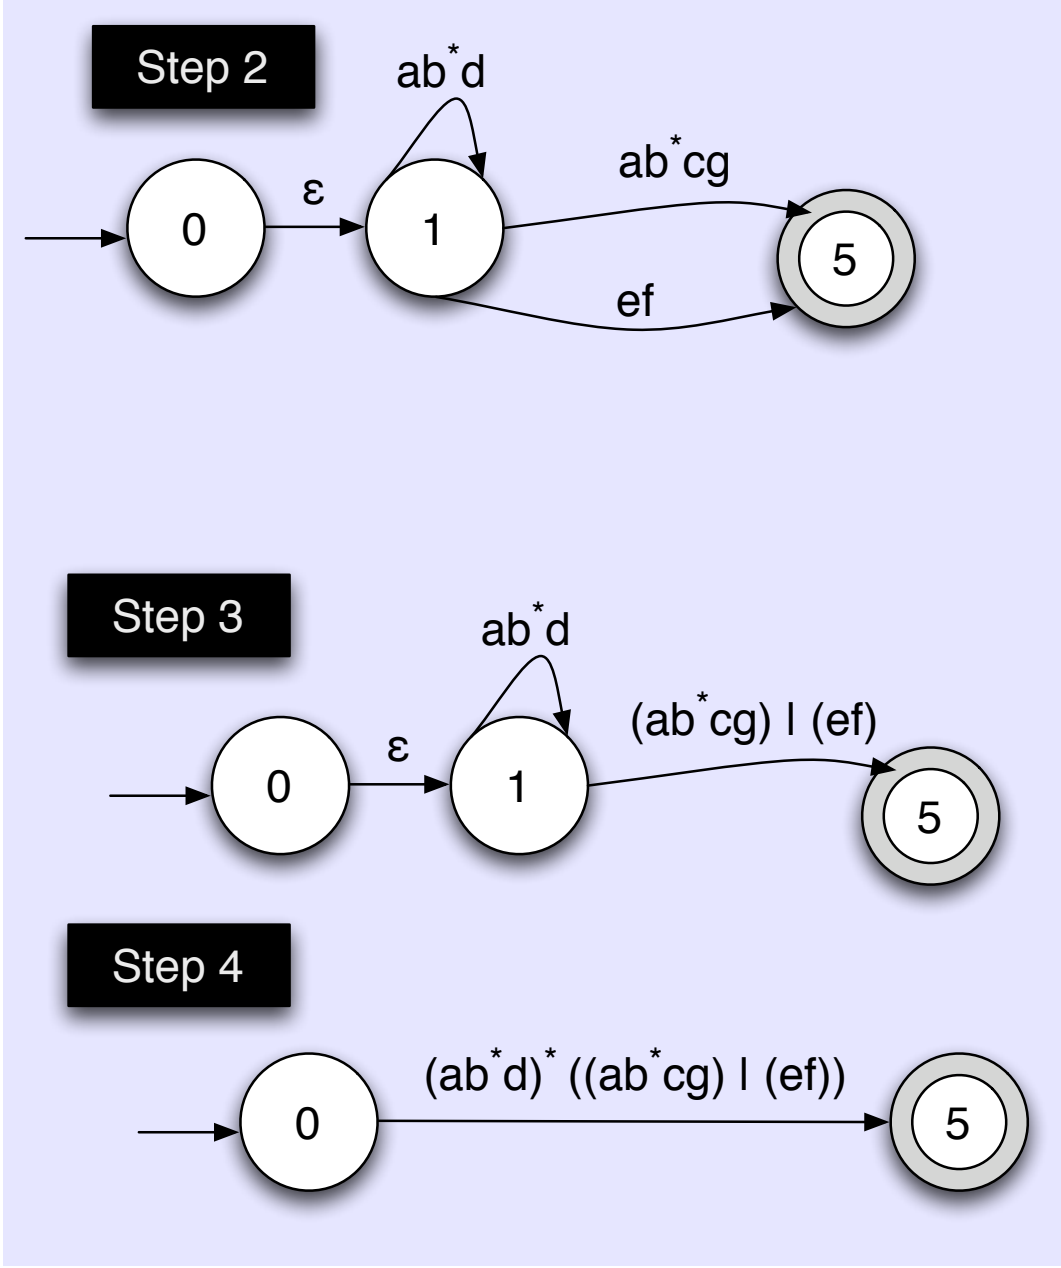 Step 2
ab*d
ab*cg
ε
0
1
5
ef
Step 3
ab*d
(ab*cg) | (ef)
ε
0
1
5
Step 4
(ab*d)* ((ab*cg) | (ef))
0
5